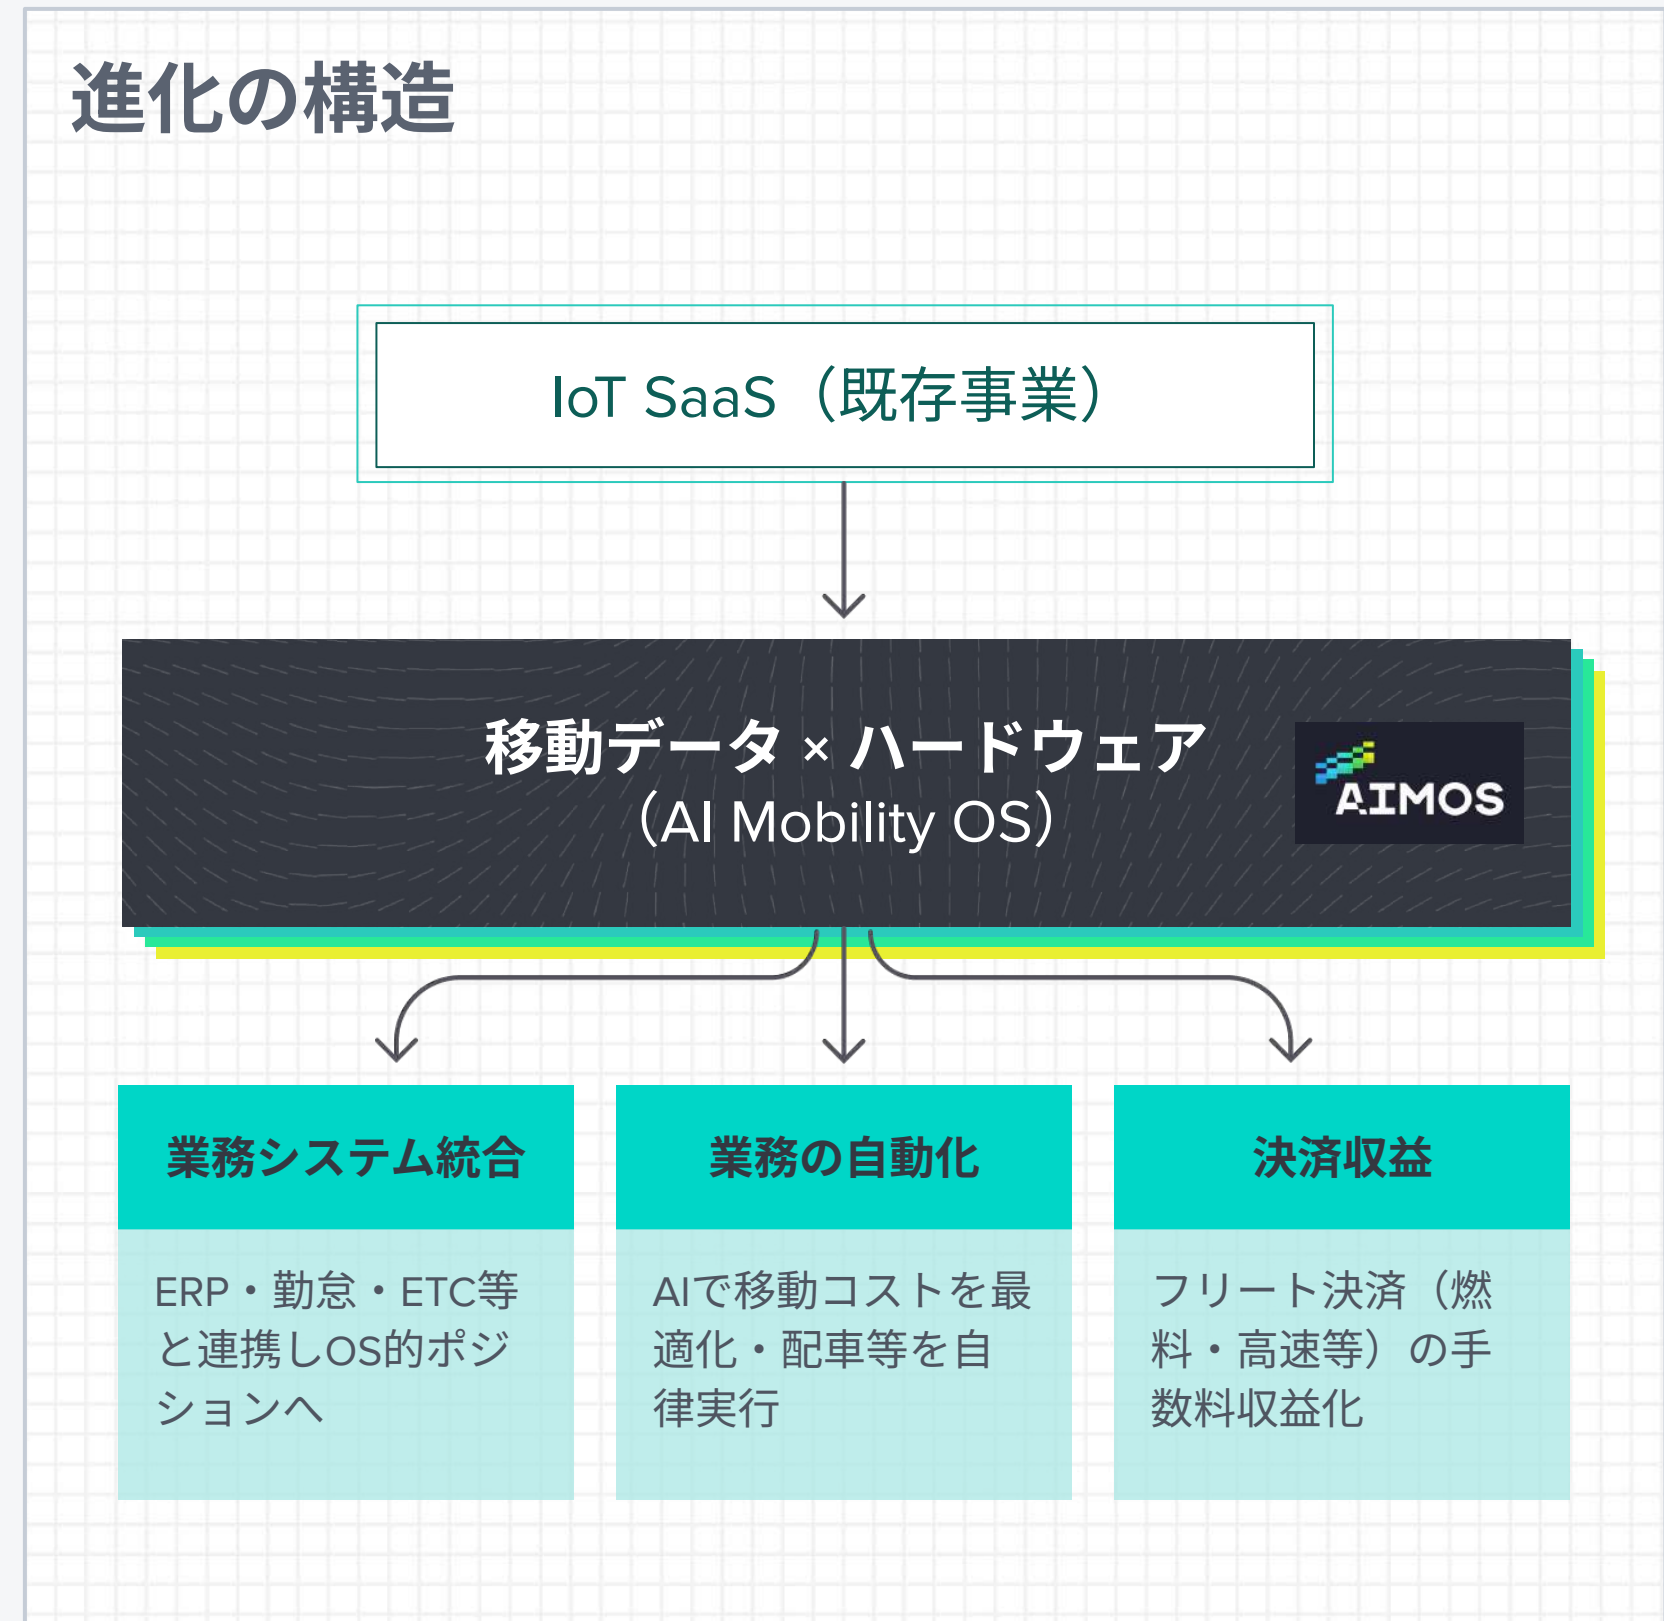 進化の構造
IoT SaaS（既存事業）
移動データ × ハードウェア
（AI Mobility OS）
AIMOS
業務システム統合
ERP・勤怠・ETC等
と連携しOS的ポジ
ションへ
業務の自動化
AIで移動コストを最
適化・配車等を自
律実行
決済収益
フリート決済（燃
料・高速等）の手
数料収益化